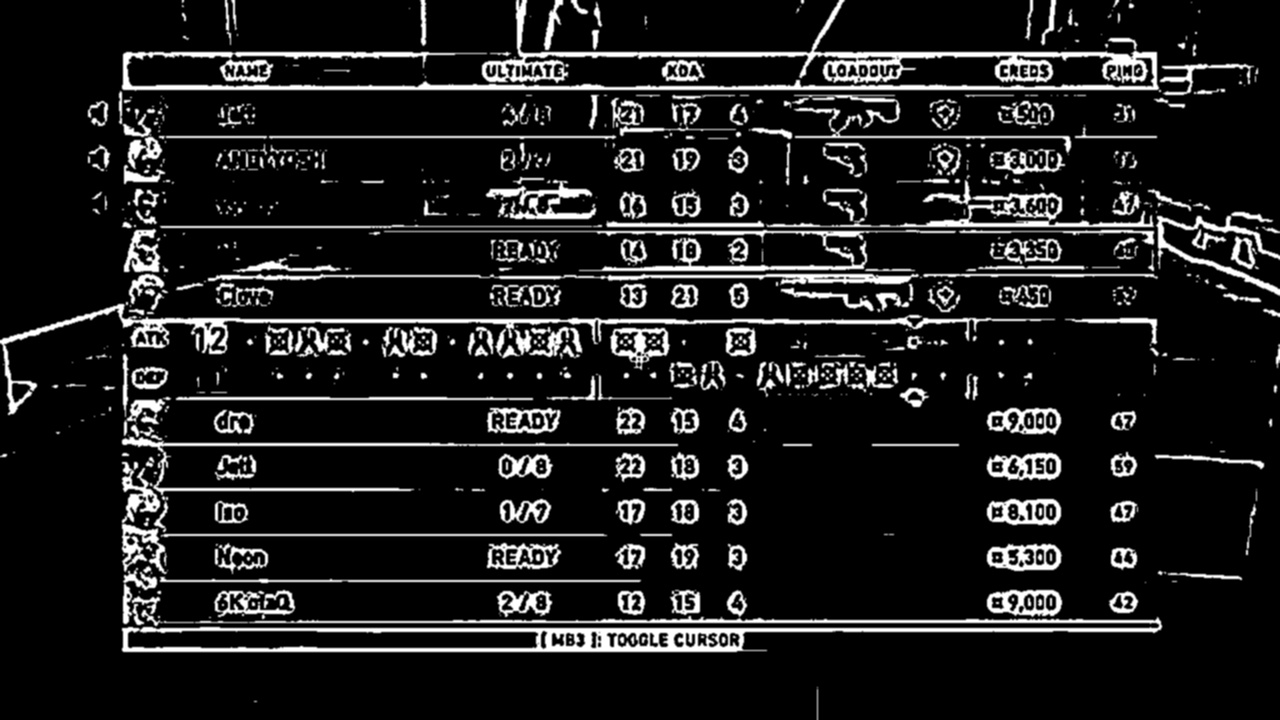 NAME ULTIMATE KDA LOADOUT CREDS PING
Jett 21 17 4 ¤500
21 19 3 ¤3,000
16 15 3 ¤3,600 47
READY 14 18 2 ¤3,350
Clove READY 13 21 5 ¤450
ATK 12
DEF
dre READY 22 15 4 ¤9,000 47
Jett 0/8 22 18 3 ¤6,150 59
Iso 1/7 17 18 3 ¤8,100 47
Neon READY 17 19 3 ¤5,300 44
2/8 12 15 4 ¤9,000 42
[ MB3 ]: TOGGLE CURSOR